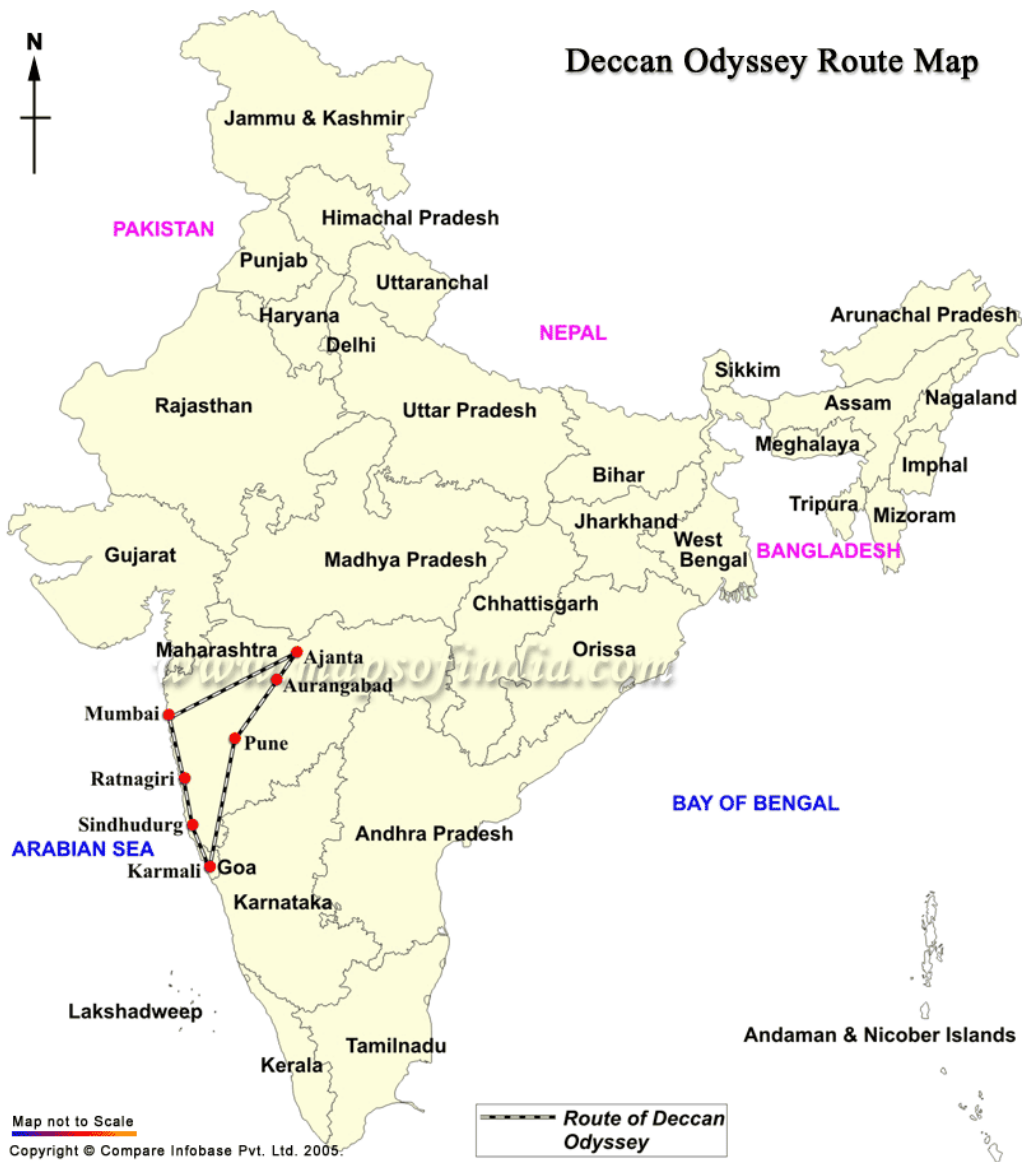 N
Deccan Odyssey Route Map
Jammu & Kashmir
Himachal Pradesh
PAKISTAN
Punjab
Uttaranchal
Haryana
Arunachal Pradesh
NEPAL
Delhi
Sikkim
Nagaland
Rajasthan
Uttar Pradesh
Assam
Meghalaya
Imphal
Bihar
Tripura
Mizoram
Jharkhand
West
Bengal
BANGLADESH
Gujarat
Madhya Pradesh
Chhattisgarh
Maharashtra
Ajanta
Orissa
www.mapsofindia.com
Aurangabad
Mumbai
Pune
Ratnagiri
BAY OF BENGAL
Sindhudurg
Andhra Pradesh
ARABIAN SEA
Karmali
Goa
Karnataka
Lakshadweep
Andaman & Nicober Islands
Tamilnadu
Kerala
Map not to Scale
Route of Deccan
Odyssey
Copyright © Compare Infobase Pvt. Ltd. 2005.